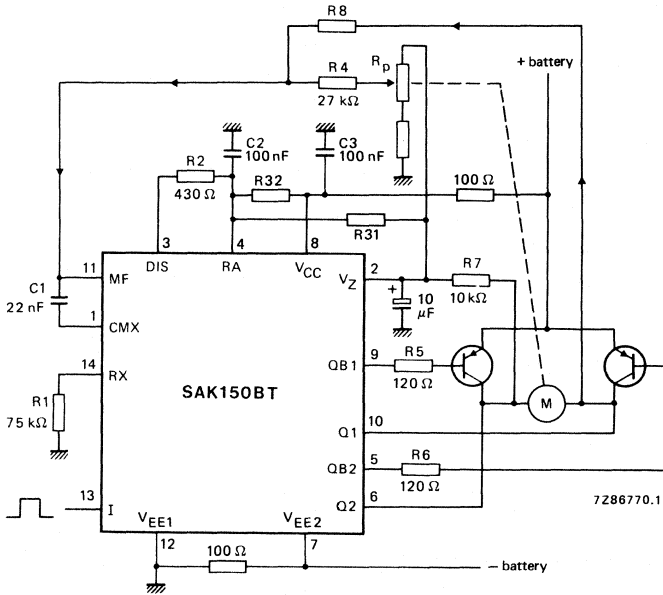 R8
R4
27 kΩ
Rp
+ battery
C2
100 nF
C3
100 nF
R2
430 Ω
R32
100 Ω
R31
3
4
8
DIS
RA
VCC
11
MF
C1
22 nF
1
CMX
VZ
2
+
10
μF
R7
10 kΩ
14
RX
R1
75 kΩ
SAK150BT
QB1
9
R5
120 Ω
M
Q1
10
QB2
5
R6
120 Ω
Q2
6
7Z86770.1
13
I
VEE1
VEE2
12
7
100 Ω
− battery